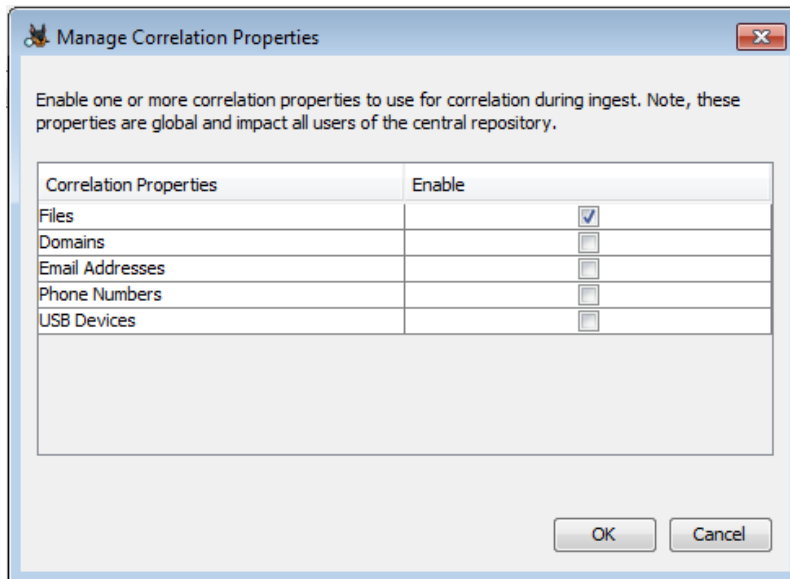 Manage Correlation Properties
Enable one or more correlation properties to use for correlation during ingest. Note, these
properties are global and impact all users of the central repository.
Correlation Properties Enable
Files
Domains
Email Addresses
Phone Numbers
USB Devices
OK Cancel